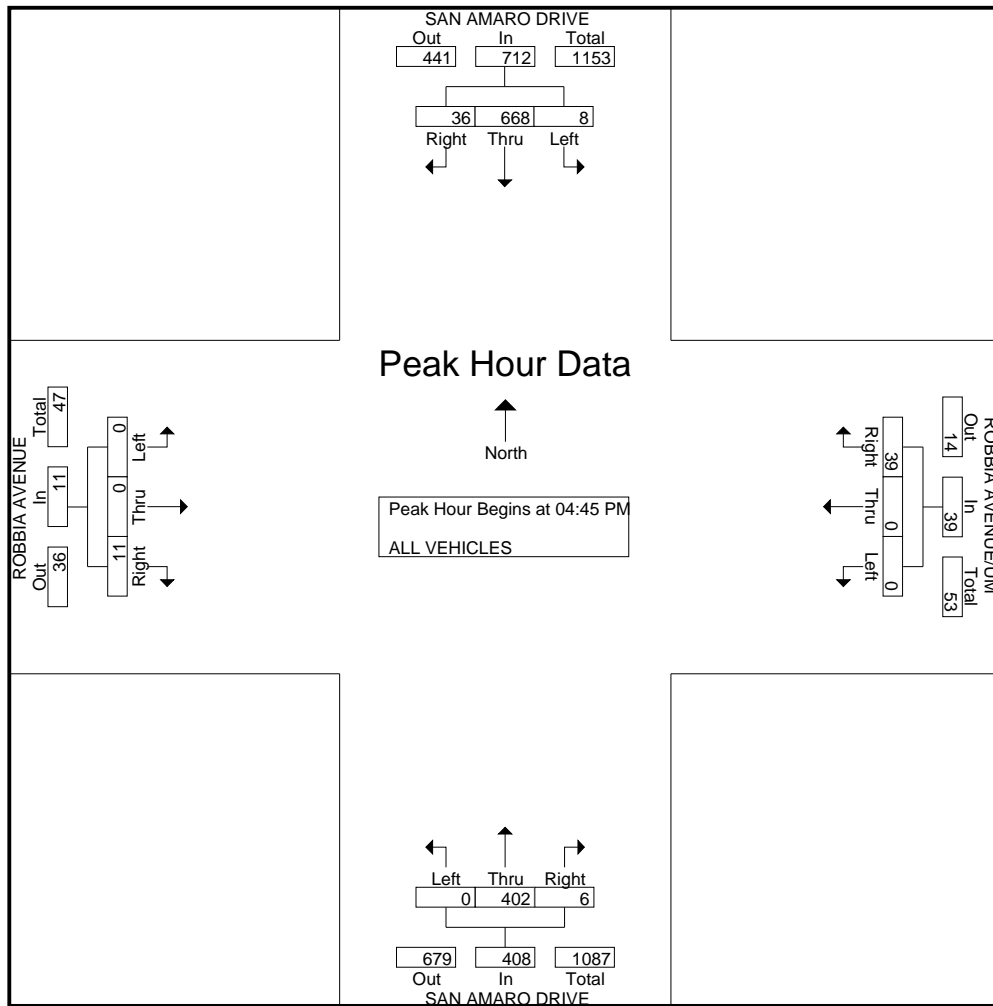 SAN AMARO DRIVE
Out In Total
441 712 1153
36 668 8
Right Thru Left
Peak Hour Data
North
Peak Hour Begins at 04:45 PM
ALL VEHICLES
ROBBIA AVENUE
Out In Total
36 11 47
11 0 0
Right Thru Left
ROBBIA AVENUE/UM
Out In Total
14 39 53
39 0 0
Right Thru Left
Left Thru Right
0 402 6
679 408 1087
Out In Total
SAN AMARO DRIVE